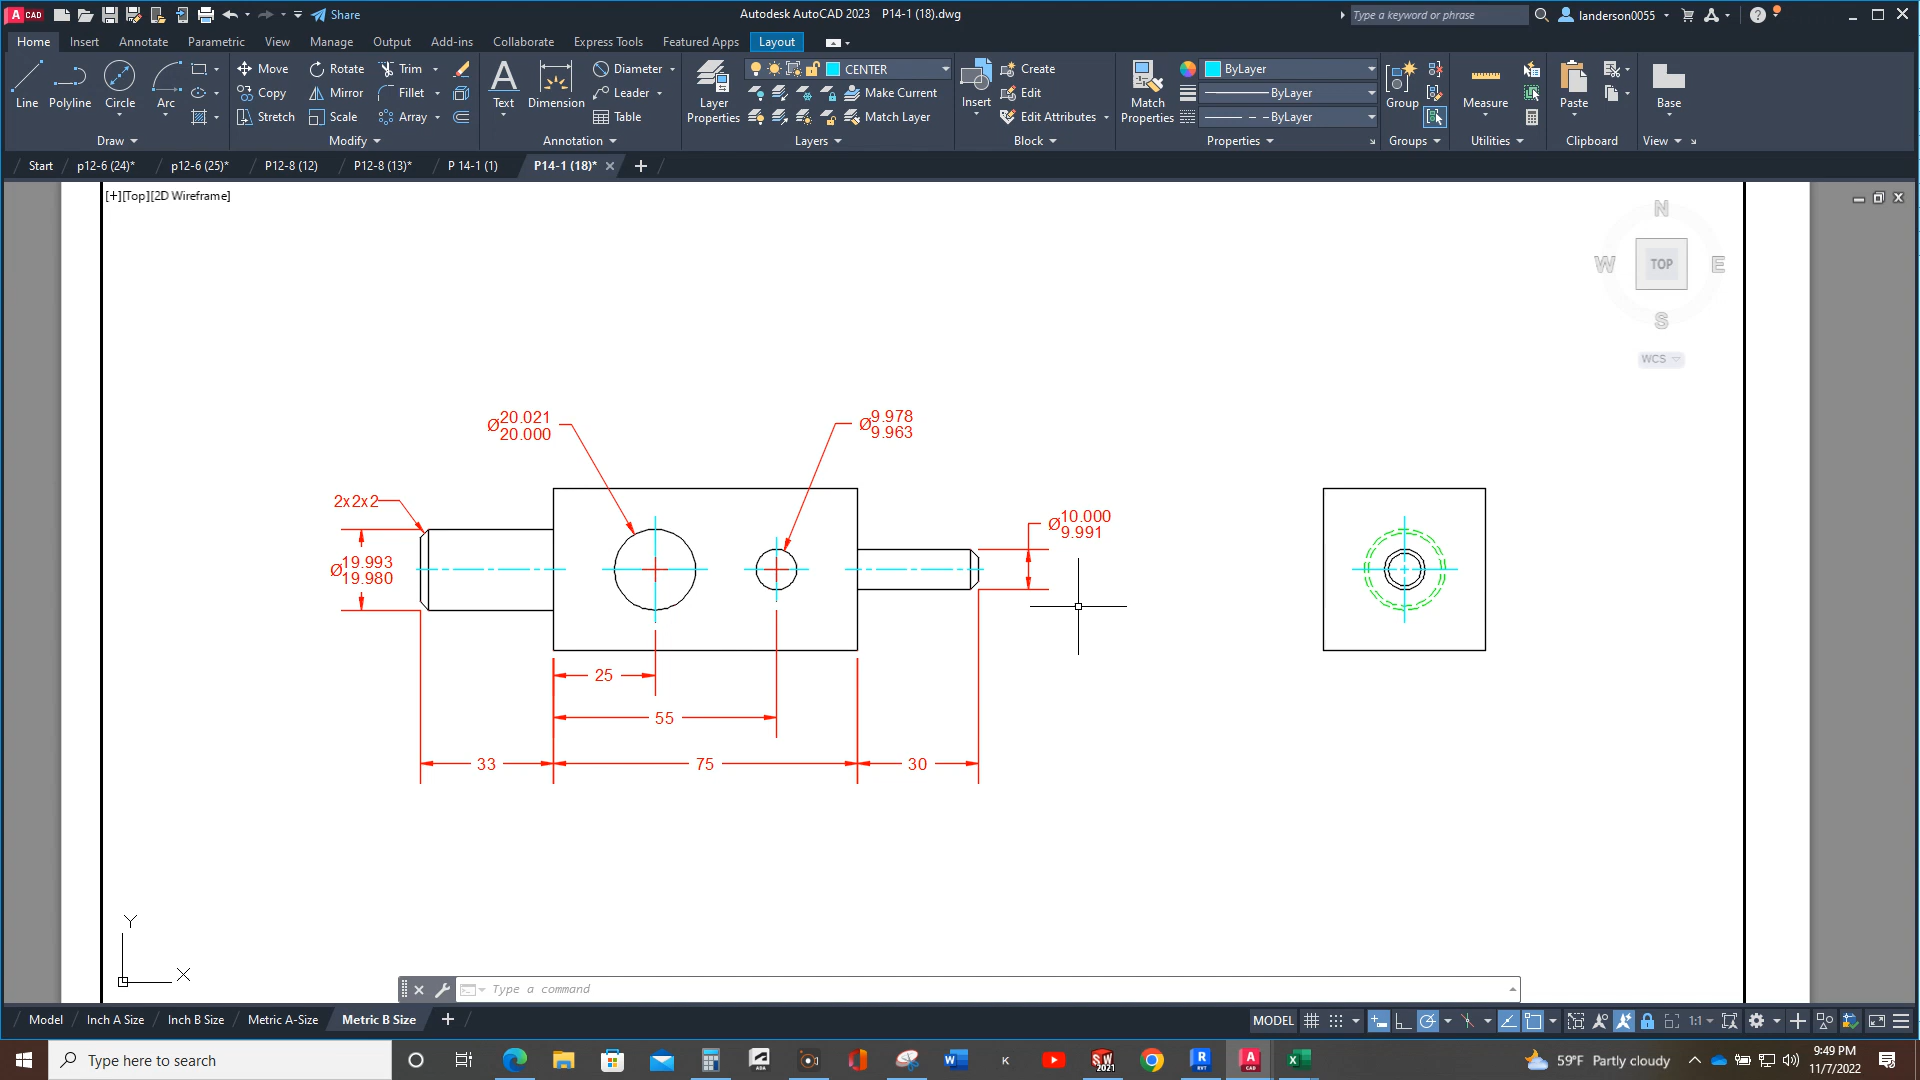 A CAD Share Autodesk AutoCAD 2023 P14-1 (18).dwg Type a keyword or phrase landerson0055
Home Insert Annotate Parametric View Manage Output Add-ins Collaborate Express Tools Featured Apps Layout
Line Polyline Circle Arc Move Rotate Trim Text Dimension Diameter Layer Properties CENTER Insert Create Match Properties ByLayer Group Measure Paste Base
Copy Mirror Fillet Leader Make Current Edit ByLayer
Stretch Scale Array Table Match Layer Edit Attributes ByLayer
Draw Modify Annotation Layers Block Properties Groups Utilities Clipboard View
Start p12-6 (24)* p12-6 (25)* P12-8 (12) P12-8 (13)* P 14-1 (1) P14-1 (18)*
[+][Top][2D Wireframe]
N
W TOP E
S
WCS
Ø20.021
20.000
Ø9.978
9.963
2x2x2
Ø10.000
9.991
Ø19.993
19.980
25
55
33 75 30
Y
X
Type a command
Model Inch A Size Inch B Size Metric A-Size Metric B Size MODEL 1:1
Type here to search
K
SW
2021
R
RVT
A
CAD
59°F Partly cloudy
9:49 PM
11/7/2022